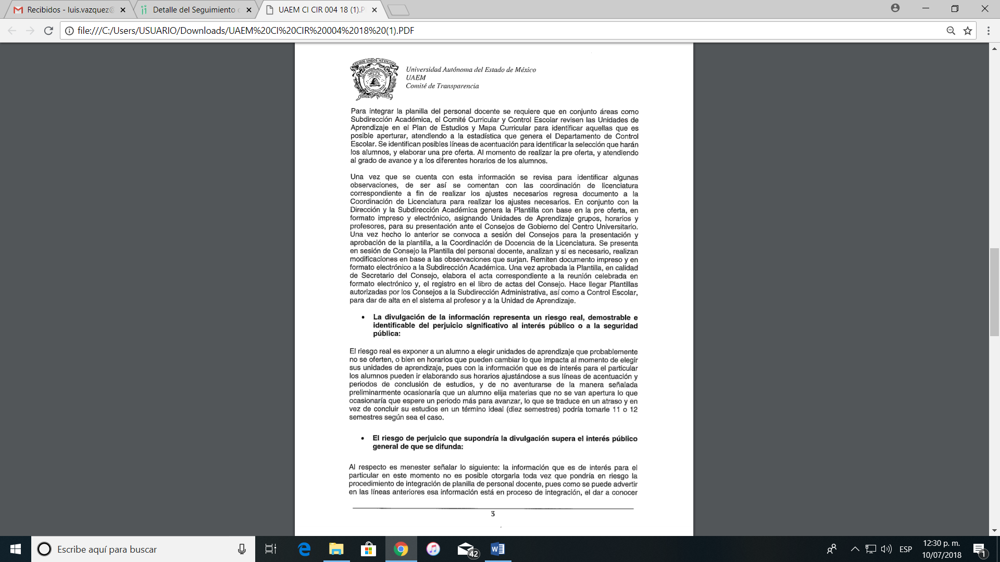 Recibidos - luis.vazquez@
Detalle del Seguimiento
UAEM CI CIR 004 18 (1).P
file:///C:/Users/USUARIO/Downloads/UAEM%20CI%20CIR%20004%2018%20(1).PDF
ESTADOS UNIDOS MEXICANOS
Universidad Autónoma del Estado de México
UAEM
Comité de Transparencia
Para integrar la planilla del personal docente se requiere que en conjunto áreas como
Subdirección Académica, el Comité Curricular y Control Escolar revisen las Unidades de
Aprendizaje en el Plan de Estudios y Mapa Curricular para identificar aquellas que es
posible aperturar, atendiendo a la estadística que genera el Departamento de Control
Escolar. Se identifican posibles líneas de acentuación para identificar la selección que harán
los alumnos, y elaborar una pre oferta. Al momento de realizar la pre oferta, y atendiendo
al grado de avance y a los diferentes horarios de los alumnos.
Una vez que se cuenta con esta información se revisa para identificar algunas
observaciones, de ser así se comentan con las coordinación de licenciatura
correspondiente a fin de realizar los ajustes necesarios regresa documento a la
Coordinación de Licenciatura para realizar los ajustes necesarios. En conjunto con la
Dirección y la Subdirección Académica genera la Plantilla con base en la pre oferta, en
formato impreso y electrónico, asignando Unidades de Aprendizaje grupos, horarios y
profesores, para su presentación ante el Consejos de Gobierno del Centro Universitario.
Una vez hecho lo anterior se convoca a sesión del Consejos para la presentación y
aprobación de la plantilla, a la Coordinación de Docencia de la Licenciatura. Se presenta
en sesión de Consejo la Plantilla del personal docente, analizan y si es necesario, realizan
modificaciones en base a las observaciones que surjan. Remiten documento impreso y en
formato electrónico a la Subdirección Académica. Una vez aprobada la Plantilla, en calidad
de Secretario del Consejo, elabora el acta correspondiente a la reunión celebrada en
formato electrónico y, el registro en el libro de actas del Consejo. Hace llegar Plantillas
autorizadas por los Consejos a la Subdirección Administrativa, así como a Control Escolar,
para dar de alta en el sistema al profesor y a la Unidad de Aprendizaje.
• La divulgación de la información representa un riesgo real, demostrable e
identificable del perjuicio significativo al interés público o a la seguridad
pública:
El riesgo real es exponer a un alumno a elegir unidades de aprendizaje que probablemente
no se oferten, o bien en horarios que pueden cambiar lo que impacta al momento de elegir
sus unidades de aprendizaje, pues con la información que es de interés para el particular
los alumnos pueden ir elaborando sus horarios ajustándose a sus líneas de acentuación y
periodos de conclusión de estudios, y de no aventurarse de la manera señalada
preliminarmente ocasionaría que un alumno elija materias que no se van apertura lo que
ocasionaría que espere un periodo más para avanzar, lo que se traduce en un atraso y en
vez de concluir su estudios en un término ideal (diez semestres) podría tomarle 11 o 12
semestres según sea el caso.
• El riesgo de perjuicio que supondría la divulgación supera el interés público
general de que se difunda:
Al respecto es menester señalar lo siguiente: la información que es de interés para el
particular en este momento no es posible otorgarla toda vez que pondría en riesgo la
procedimiento de integración de planilla de personal docente, pues como se puede advertir
en las líneas anteriores esa información está en proceso de integración, el dar a conocer
3
Escribe aquí para buscar
42
ESP
12:30 p. m.
10/07/2018
1